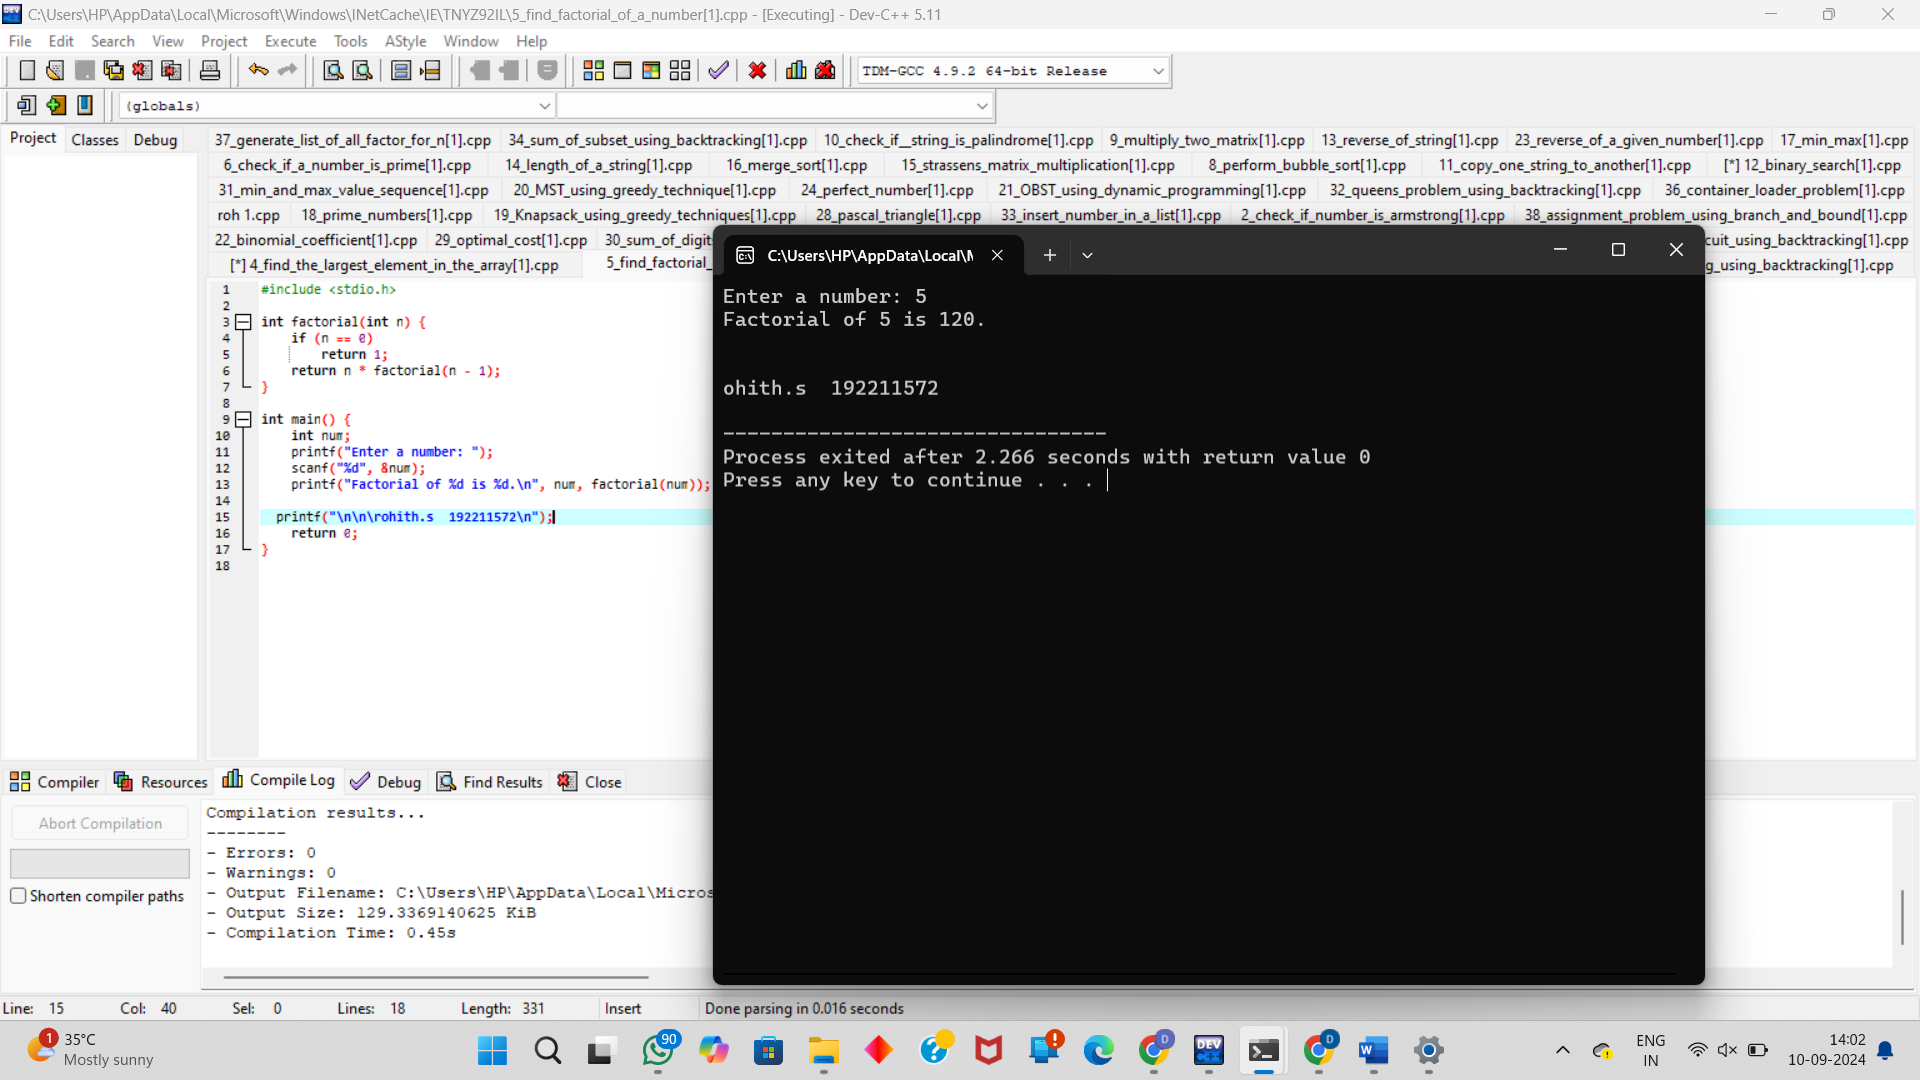 C:\Users\HP\AppData\Local\Microsoft\Windows\INetCache\IE\TNYZ92IL\5_find_factorial_of_a_number[1].cpp - [Executing] - Dev-C++ 5.11
File Edit Search View Project Execute Tools AStyle Window Help
TDM-GCC 4.9.2 64-bit Release
(globals)
Project Classes Debug
37_generate_list_of_all_factor_for_n[1].cpp 34_sum_of_subset_using_backtracking[1].cpp 10_check_if__string_is_palindrome[1].cpp 9_multiply_two_matrix[1].cpp 13_reverse_of_string[1].cpp 23_reverse_of_a_given_number[1].cpp 17_min_max[1].cpp
6_check_if_a_number_is_prime[1].cpp 14_length_of_a_string[1].cpp 16_merge_sort[1].cpp 15_strassens_matrix_multiplication[1].cpp 8_perform_bubble_sort[1].cpp 11_copy_one_string_to_another[1].cpp [*] 12_binary_search[1].cpp
31_min_and_max_value_sequence[1].cpp 20_MST_using_greedy_technique[1].cpp 24_perfect_number[1].cpp 21_OBST_using_dynamic_programming[1].cpp 32_queens_problem_using_backtracking[1].cpp 36_container_loader_problem[1].cpp
roh 1.cpp 18_prime_numbers[1].cpp 19_Knapsack_using_greedy_techniques[1].cpp 28_pascal_triangle[1].cpp 33_insert_number_in_a_list[1].cpp 2_check_if_number_is_armstrong[1].cpp 38_assignment_problem_using_branch_and_bound[1].cpp
22_binomial_coefficient[1].cpp 29_optimal_cost[1].cpp 30_sum_of_digit cuit_using_backtracking[1].cpp
[*] 4_find_the_largest_element_in_the_array[1].cpp 5_find_factorial_ g_using_backtracking[1].cpp
1 #include <stdio.h>
2
3 int factorial(int n) {
4 if (n == 0)
5 return 1;
6 return n * factorial(n - 1);
7 }
8
9 int main() {
10 int num;
11 printf("Enter a number: ");
12 scanf("%d", &num);
13 printf("Factorial of %d is %d.\n", num, factorial(num));
14
15 printf("\n\n\rohith.s  192211572\n");
16 return 0;
17 }
18
C:\Users\HP\AppData\Local\M
Enter a number: 5
Factorial of 5 is 120.
ohith.s  192211572
--------------------------------
Process exited after 2.266 seconds with return value 0
Press any key to continue . . .
Compiler Resources Compile Log Debug Find Results Close
Abort Compilation
Shorten compiler paths
Compilation results...
--------
- Errors: 0
- Warnings: 0
- Output Filename: C:\Users\HP\AppData\Local\Micros
- Output Size: 129.3369140625 KiB
- Compilation Time: 0.45s
Line: 15 Col: 40 Sel: 0 Lines: 18 Length: 331 Insert Done parsing in 0.016 seconds
1
35°C
Mostly sunny
90
D
DEV
D
W
ENG
IN
14:02
10-09-2024